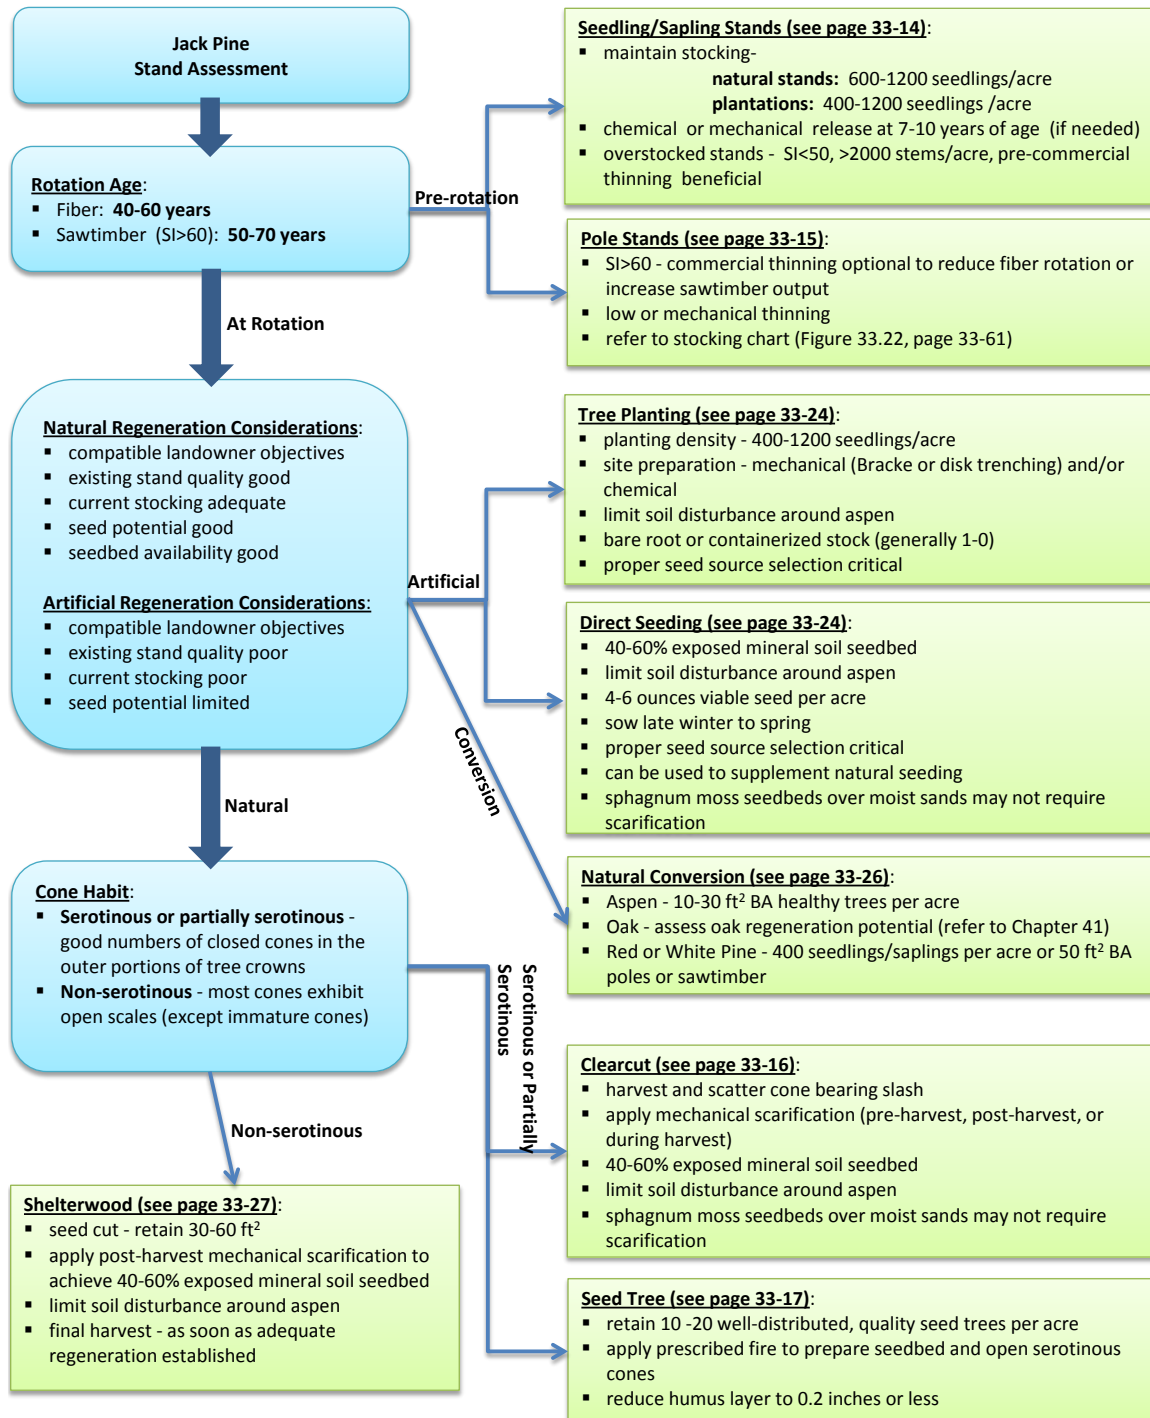 Jack Pine
Stand Assessment
Rotation Age:
▪ Fiber: 40-60 years
▪ Sawtimber (SI>60): 50-70 years
Pre-rotation
Seedling/Sapling Stands (see page 33-14):
▪ maintain stocking-
natural stands: 600-1200 seedlings/acre
plantations: 400-1200 seedlings /acre
▪ chemical or mechanical release at 7-10 years of age (if needed)
▪ overstocked stands - SI<50, >2000 stems/acre, pre-commercial
thinning beneficial
Pole Stands (see page 33-15):
▪ SI>60 - commercial thinning optional to reduce fiber rotation or
increase sawtimber output
▪ low or mechanical thinning
▪ refer to stocking chart (Figure 33.22, page 33-61)
At Rotation
Natural Regeneration Considerations:
▪ compatible landowner objectives
▪ existing stand quality good
▪ current stocking adequate
▪ seed potential good
▪ seedbed availability good
Artificial Regeneration Considerations:
▪ compatible landowner objectives
▪ existing stand quality poor
▪ current stocking poor
▪ seed potential limited
Artificial
Tree Planting (see page 33-24):
▪ planting density - 400-1200 seedlings/acre
▪ site preparation - mechanical (Bracke or disk trenching) and/or
chemical
▪ limit soil disturbance around aspen
▪ bare root or containerized stock (generally 1-0)
▪ proper seed source selection critical
Direct Seeding (see page 33-24):
▪ 40-60% exposed mineral soil seedbed
▪ limit soil disturbance around aspen
▪ 4-6 ounces viable seed per acre
▪ sow late winter to spring
▪ proper seed source selection critical
▪ can be used to supplement natural seeding
▪ sphagnum moss seedbeds over moist sands may not require
scarification
Conversion
Natural Conversion (see page 33-26):
▪ Aspen - 10-30 ft² BA healthy trees per acre
▪ Oak - assess oak regeneration potential (refer to Chapter 41)
▪ Red or White Pine - 400 seedlings/saplings per acre or 50 ft² BA
poles or sawtimber
Natural
Cone Habit:
▪ Serotinous or partially serotinous -
good numbers of closed cones in the
outer portions of tree crowns
▪ Non-serotinous - most cones exhibit
open scales (except immature cones)
Serotinous or Partially
Serotinous
Clearcut (see page 33-16):
▪ harvest and scatter cone bearing slash
▪ apply mechanical scarification (pre-harvest, post-harvest, or
during harvest)
▪ 40-60% exposed mineral soil seedbed
▪ limit soil disturbance around aspen
▪ sphagnum moss seedbeds over moist sands may not require
scarification
Seed Tree (see page 33-17):
▪ retain 10 -20 well-distributed, quality seed trees per acre
▪ apply prescribed fire to prepare seedbed and open serotinous
cones
▪ reduce humus layer to 0.2 inches or less
Non-serotinous
Shelterwood (see page 33-27):
▪ seed cut - retain 30-60 ft²
▪ apply post-harvest mechanical scarification to
achieve 40-60% exposed mineral soil seedbed
▪ limit soil disturbance around aspen
▪ final harvest - as soon as adequate
regeneration established